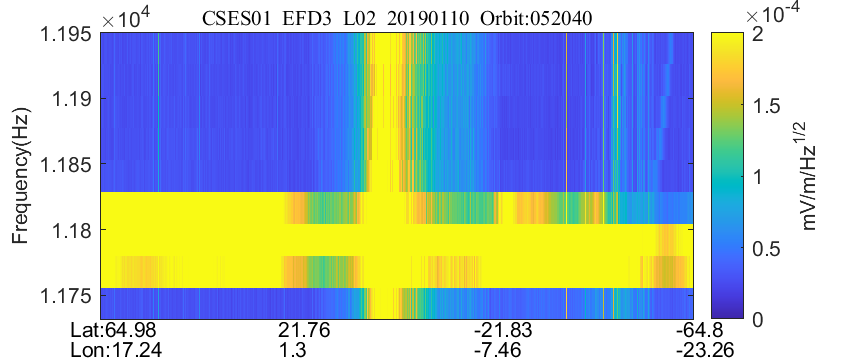 ×10⁴ CSES01 EFD3 L02 20190110 Orbit:052040 ×10⁻⁴
1.195
1.19
1.185
1.18
1.175
Frequency(Hz)
Lat:64.98 21.76 -21.83 -64.8
Lon:17.24 1.3 -7.46 -23.26
2
1.5
1
0.5
0
mV/m/Hz^1/2